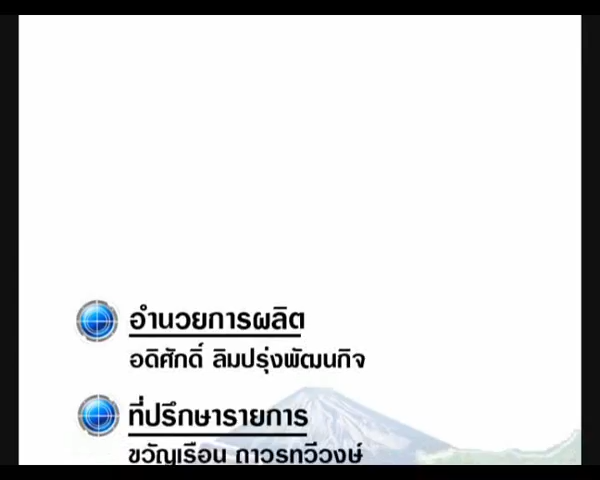 อำนวยการผลิต
อดิศักดิ์ ลิมปรุ่งพัฒนกิจ
ที่ปรึกษารายการ
ขวัญเรือน ถาวรทวีวงษ์